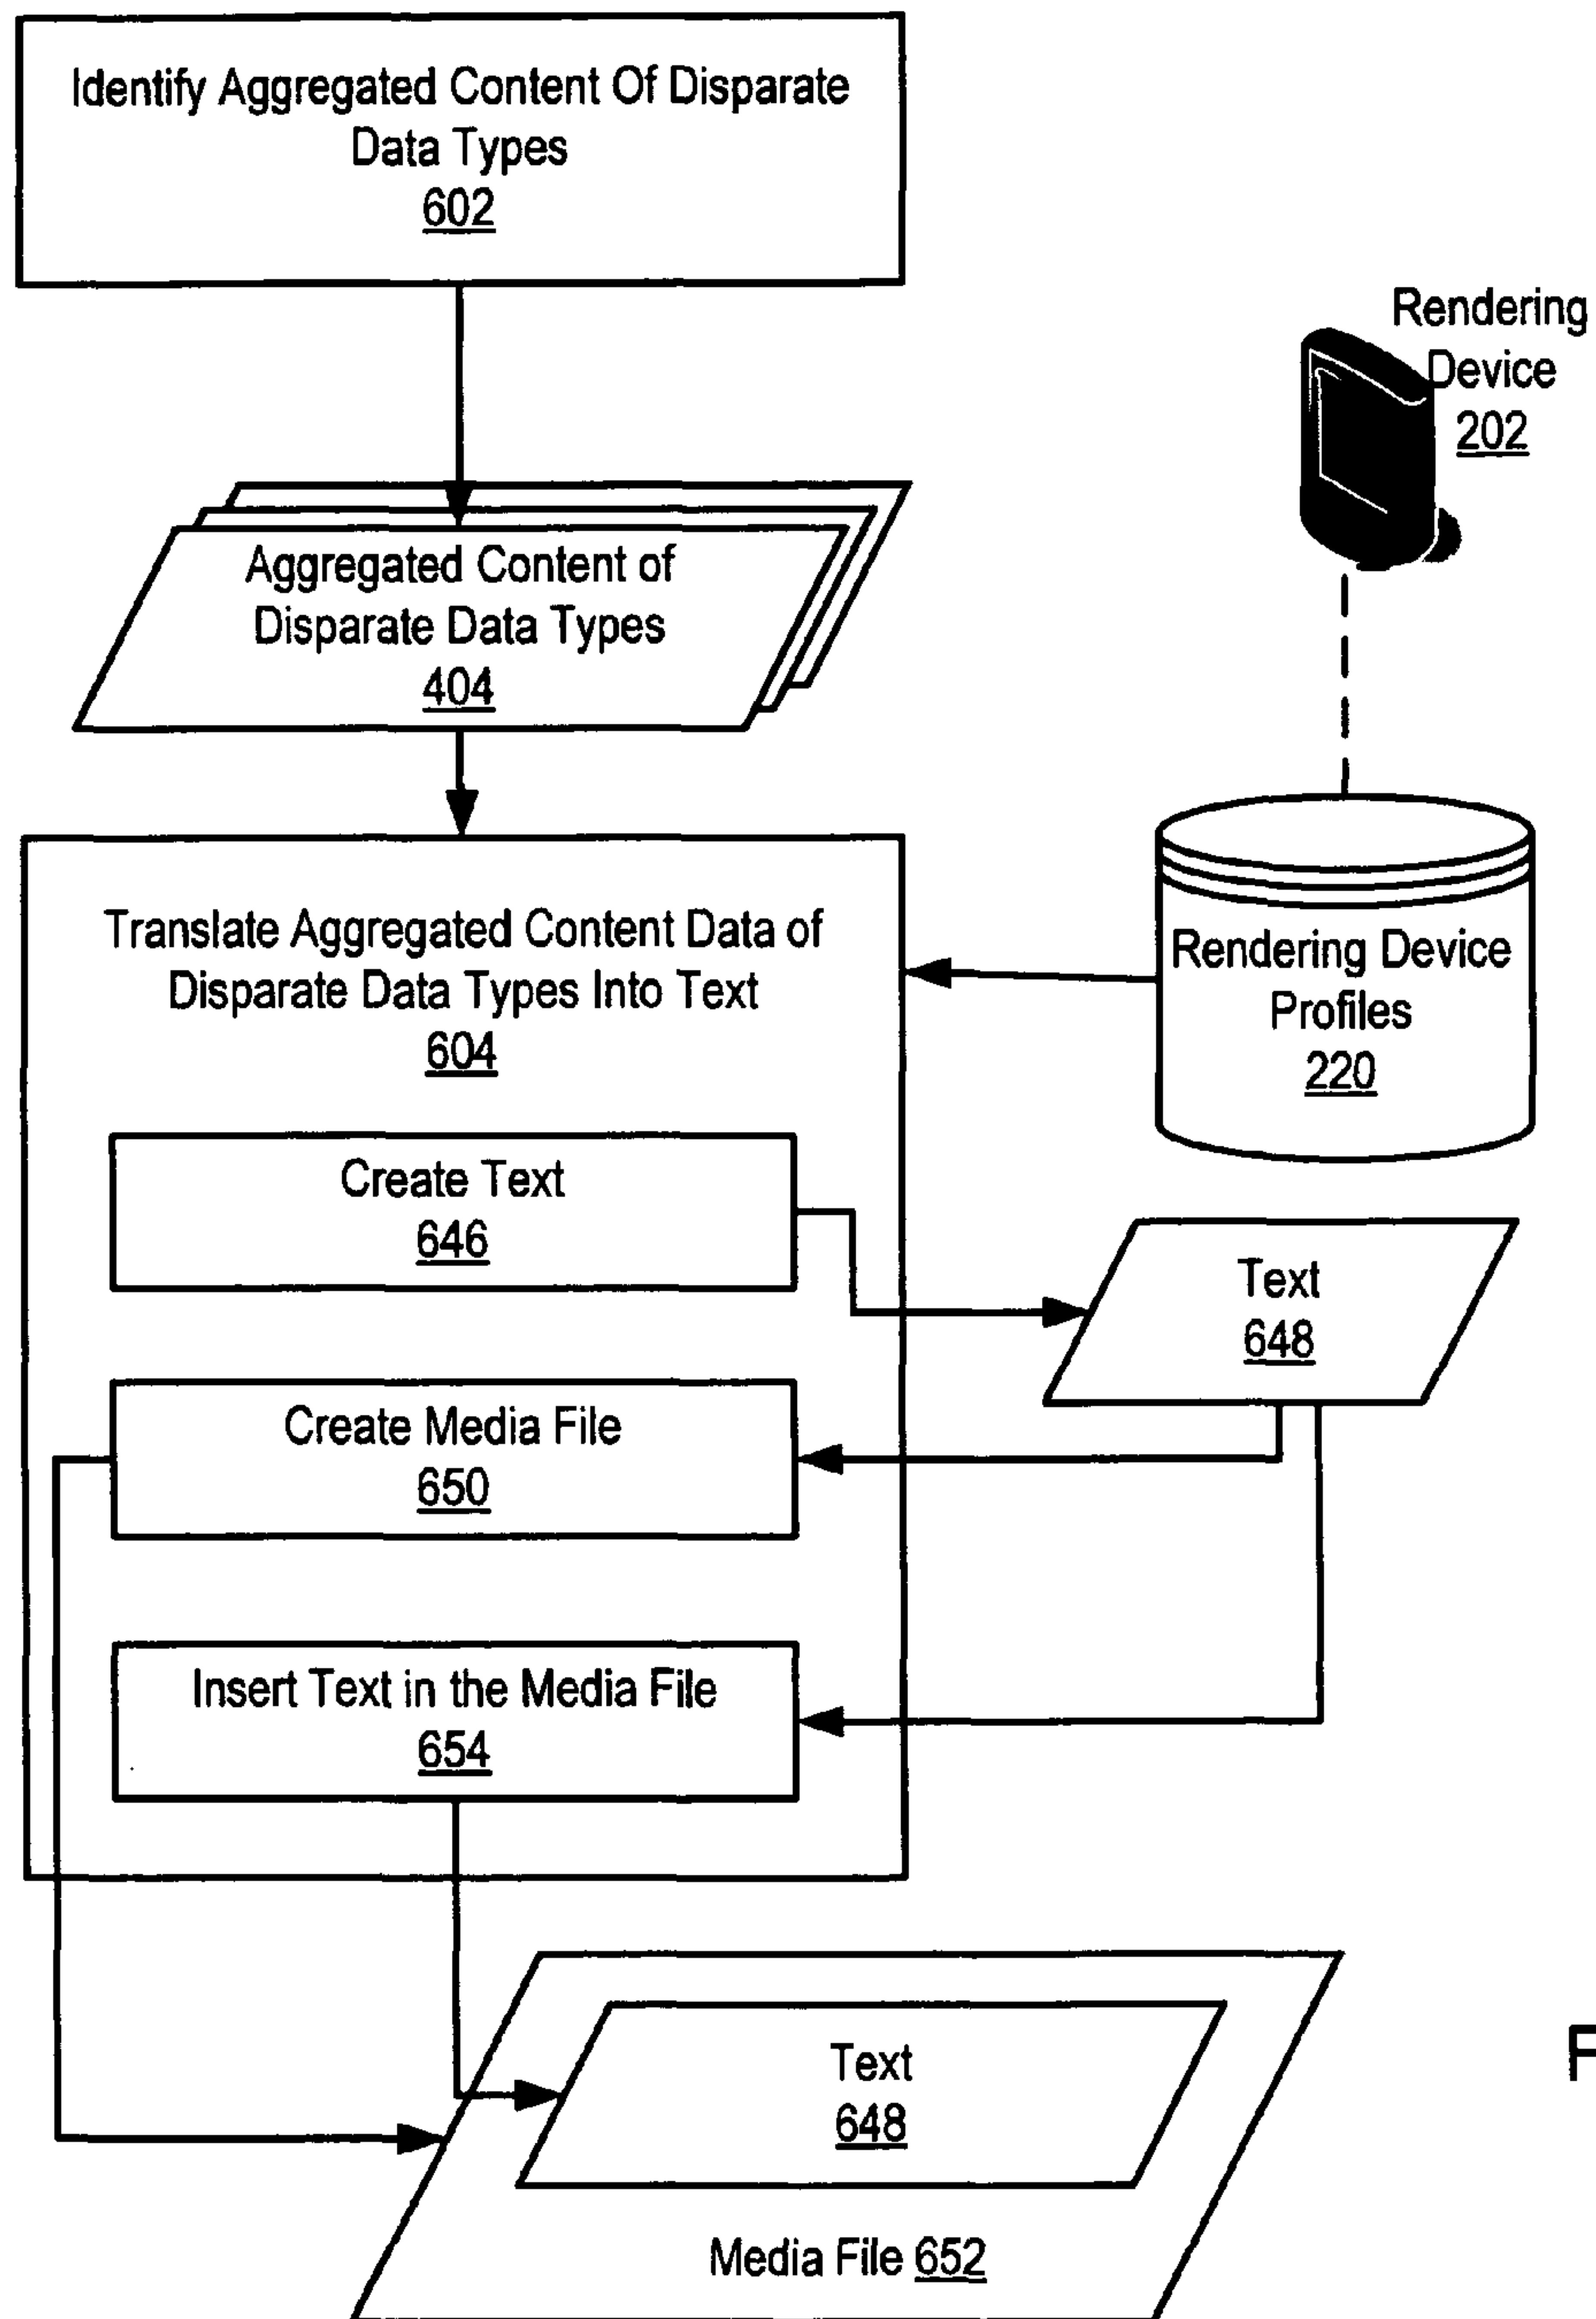 Identify Aggregated Content Of Disparate
Data Types
602
Rendering
Device
202
Aggregated Content of
Disparate Data Types
404
Translate Aggregated Content Data of
Disparate Data Types Into Text
604
Rendering Device
Profiles
220
Create Text
646
Text
648
Create Media File
650
Insert Text in the Media File
654
Text
648
Media File 652